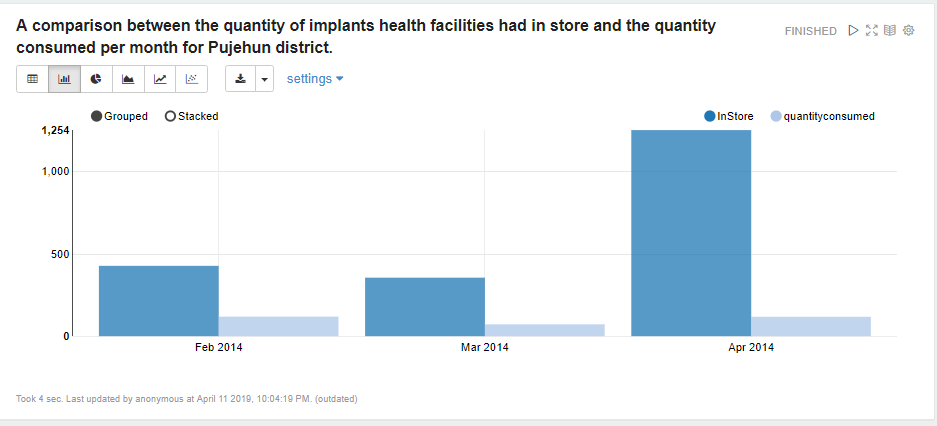 A comparison between the quantity of implants health facilities had in store and the quantity
consumed per month for Pujehun district.
FINISHED
settings
Grouped Stacked
InStore quantityconsumed
1,254
1,000
500
0
Feb 2014 Mar 2014 Apr 2014
Took 4 sec. Last updated by anonymous at April 11 2019, 10:04:19 PM. (outdated)